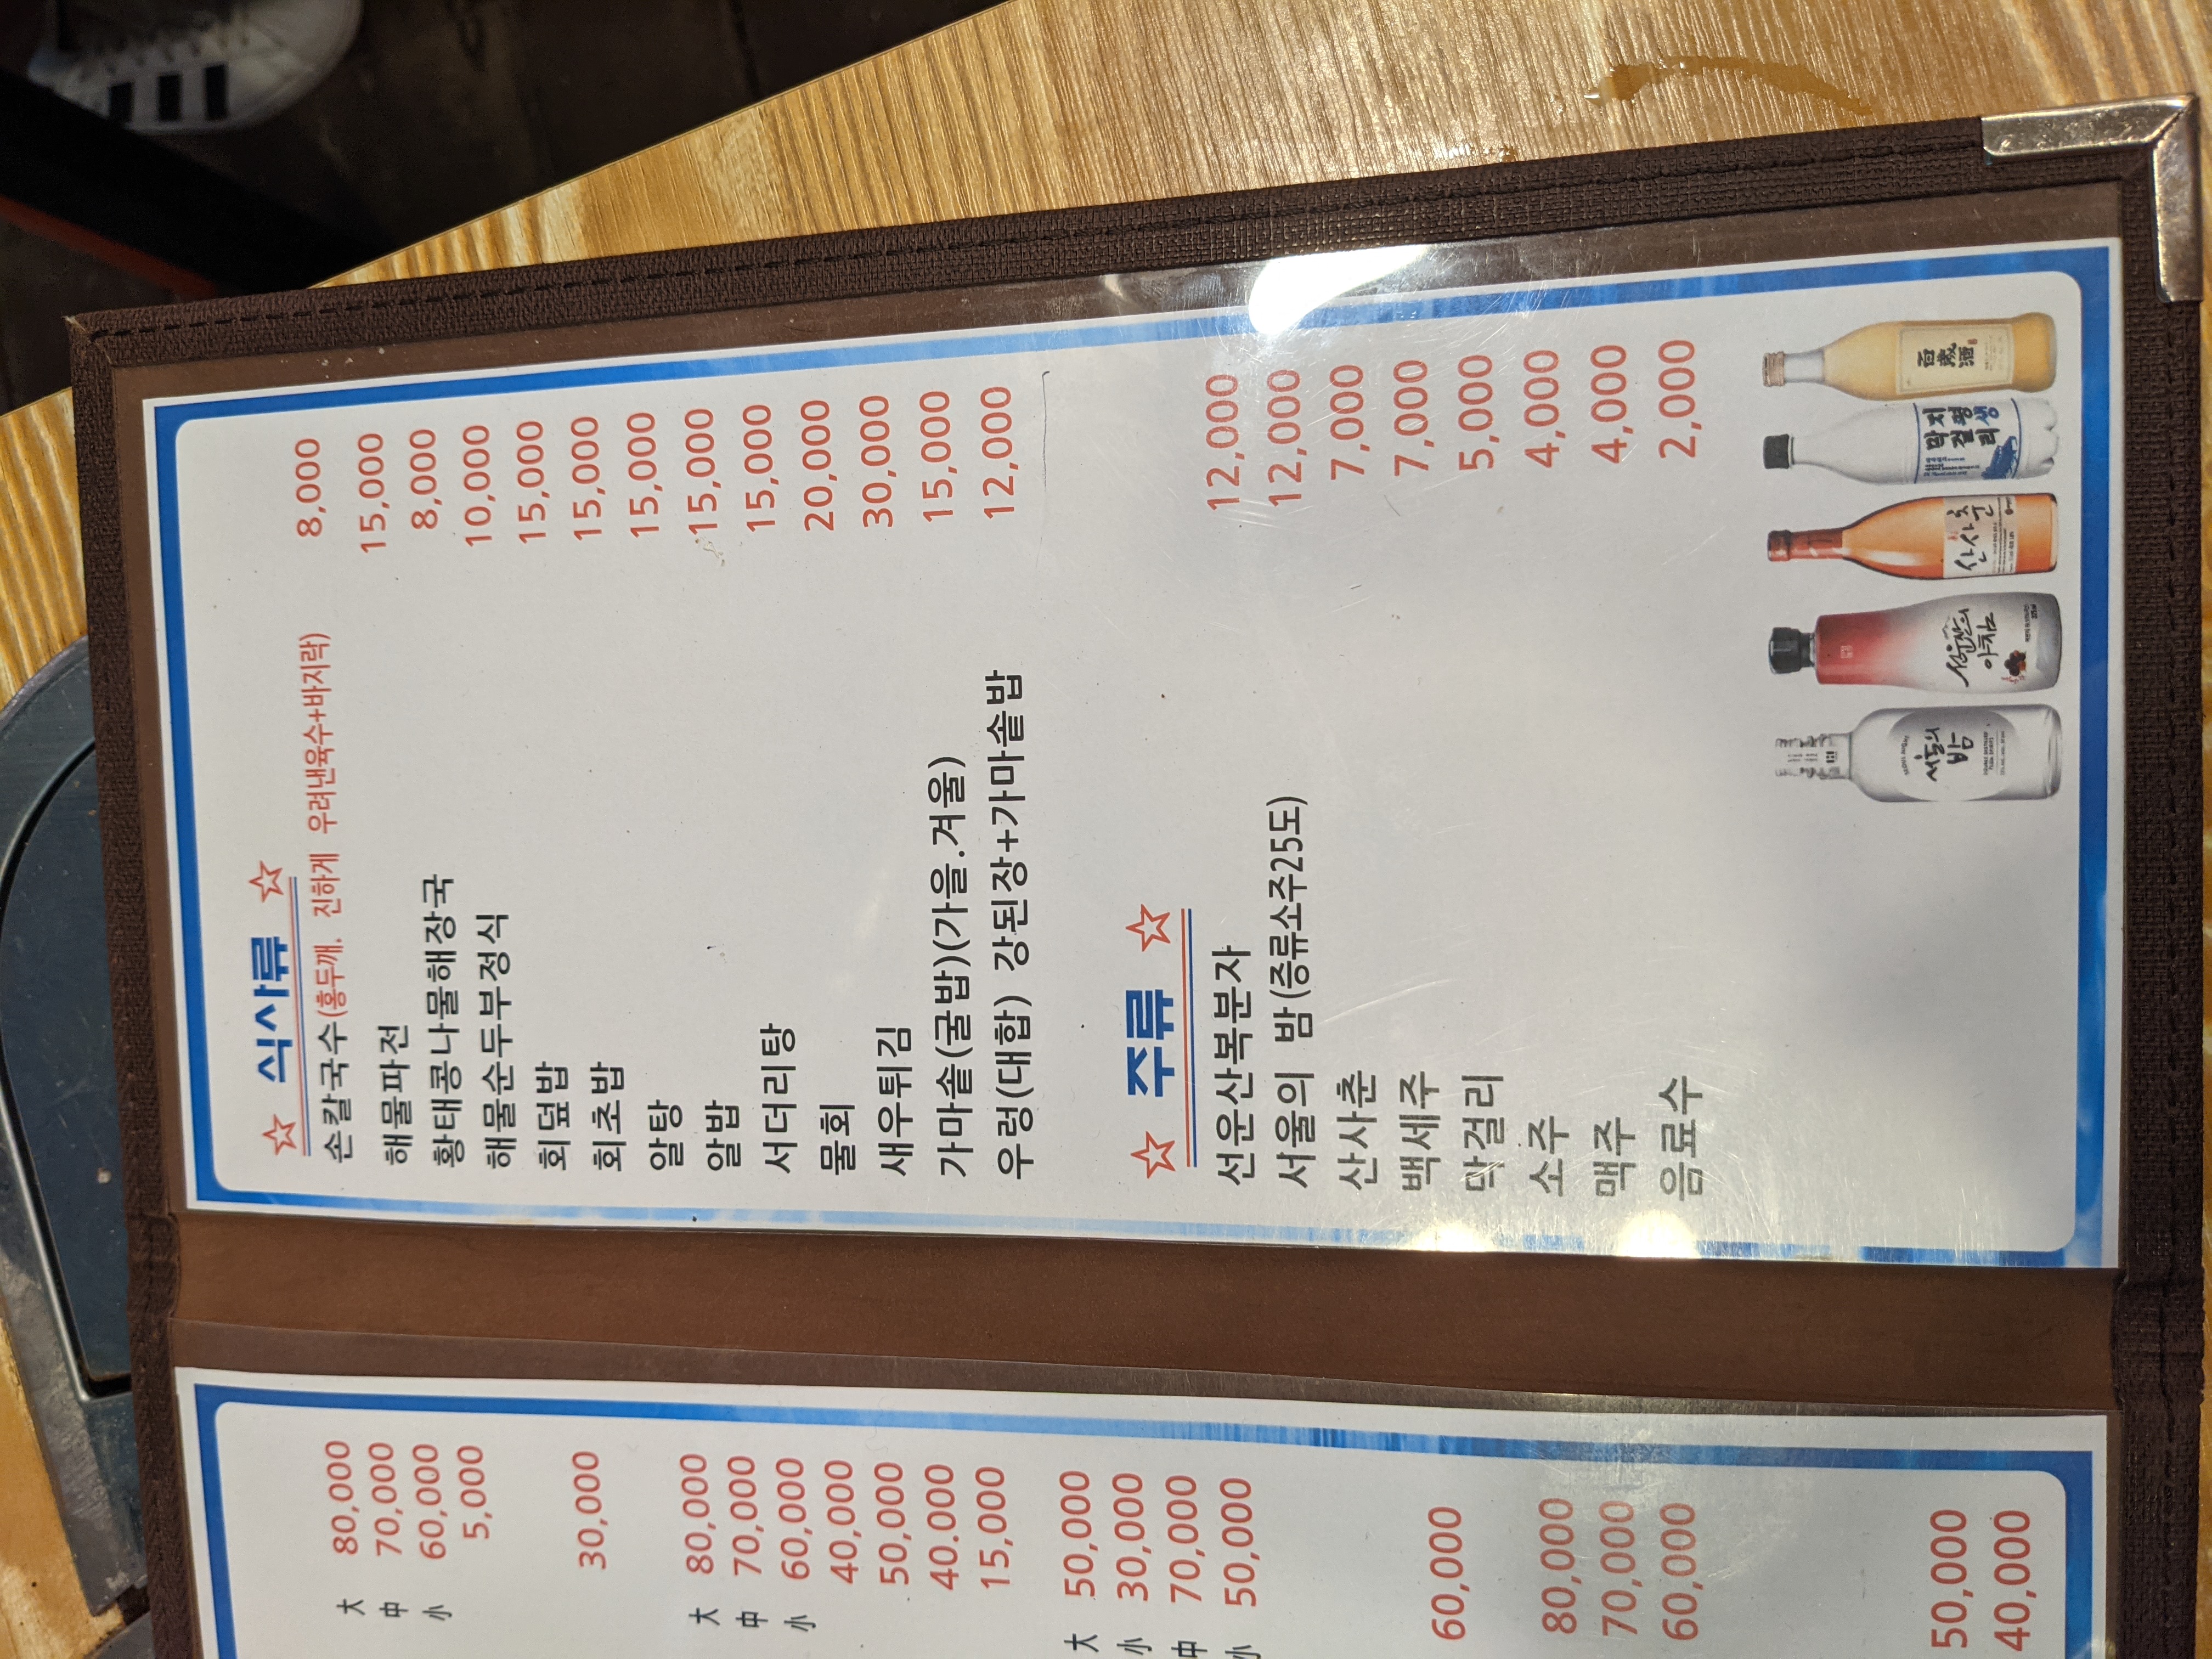 大 80,000
中 70,000
小 60,000
5,000
30,000
大 80,000
中 70,000
小 60,000
40,000
50,000
40.000
15,000
大 50,000
小 30,000
中 70,000
小 50,000
60,000
80,000
70,000
60,000
50,000
40,000
☆ 식사류 ☆
손칼국수(홍두깨. 진하게 우려낸육수+바지락) 8,000
해물파전 15,000
황태콩나물해장국 8,000
해물순두부정식 10,000
회덮밥 15,000
회초밥 15,000
알탕 15,000
알밥 15,000
서더리탕 15,000
물회 20,000
새우튀김 30,000
가마솥(굴밥)(가을.겨울) 15,000
우렁(대합) 강된장+가마솥밥 12,000
☆ 주류 ☆
선운산복분자 12,000
서울의 밤(증류소주25도) 12,000
산사춘 7,000
백세주 7,000
막걸리 5,000
소주 4,000
맥주 4,000
음료수 2,000
SEOUL NIGHT
서울의
밤
선운산의
아침
산사춘
지평생
막걸리
百歲酒